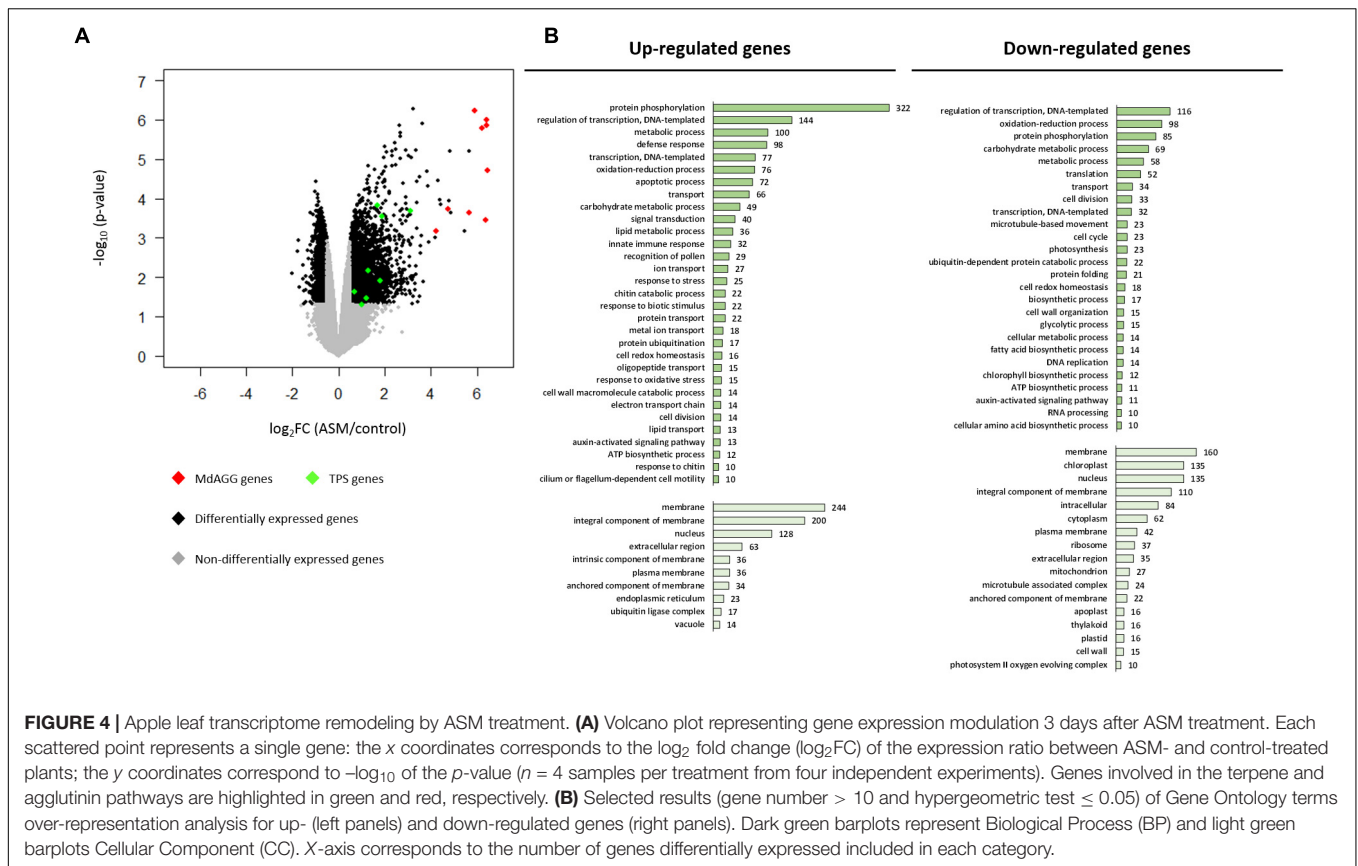 A
7
6
5
4
3
2
1
0
-log10 (p-value)
-6 -4 -2 0 2 4 6
log2FC (ASM/control)
MdAGG genes
TPS genes
Differentially expressed genes
Non-differentially expressed genes
B
Up-regulated genes
protein phosphorylation 322
regulation of transcription, DNA-templated 144
metabolic process 100
defense response 98
transcription, DNA-templated 77
oxidation-reduction process 76
apoptotic process 72
transport 66
carbohydrate metabolic process 49
signal transduction 40
lipid metabolic process 36
innate immune response 32
recognition of pollen 29
ion transport 27
response to stress 25
chitin catabolic process 22
response to biotic stimulus 22
protein transport 22
metal ion transport 18
protein ubiquitination 17
cell redox homeostasis 16
oligopeptide transport 15
response to oxidative stress 15
cell wall macromolecule catabolic process 14
electron transport chain 14
cell division 14
lipid transport 13
auxin-activated signaling pathway 13
ATP biosynthetic process 12
response to chitin 10
cilium or flagellum-dependent cell motility 10
membrane 244
integral component of membrane 200
nucleus 128
extracellular region 63
intrinsic component of membrane 36
plasma membrane 36
anchored component of membrane 34
endoplasmic reticulum 23
ubiquitin ligase complex 17
vacuole 14
Down-regulated genes
regulation of transcription, DNA-templated 116
oxidation-reduction process 98
protein phosphorylation 85
carbohydrate metabolic process 69
metabolic process 58
translation 52
transport 34
cell division 33
transcription, DNA-templated 32
microtubule-based movement 23
cell cycle 23
photosynthesis 23
ubiquitin-dependent protein catabolic process 22
protein folding 21
cell redox homeostasis 18
biosynthetic process 17
cell wall organization 15
glycolytic process 15
cellular metabolic process 14
fatty acid biosynthetic process 14
DNA replication 14
chlorophyll biosynthetic process 12
ATP biosynthetic process 11
auxin-activated signaling pathway 11
RNA processing 10
cellular amino acid biosynthetic process 10
membrane 160
chloroplast 135
nucleus 135
integral component of membrane 110
intracellular 84
cytoplasm 62
plasma membrane 42
ribosome 37
extracellular region 35
mitochondrion 27
microtubule associated complex 24
anchored component of membrane 22
apoplast 16
thylakoid 16
plastid 16
cell wall 15
photosystem II oxygen evolving complex 10
FIGURE 4 | Apple leaf transcriptome remodeling by ASM treatment. (A) Volcano plot representing gene expression modulation 3 days after ASM treatment. Each
scattered point represents a single gene: the x coordinates corresponds to the log2 fold change (log2FC) of the expression ratio between ASM- and control-treated
plants; the y coordinates correspond to –log10 of the p-value (n = 4 samples per treatment from four independent experiments). Genes involved in the terpene and
agglutinin pathways are highlighted in green and red, respectively. (B) Selected results (gene number > 10 and hypergeometric test ≤ 0.05) of Gene Ontology terms
over-representation analysis for up- (left panels) and down-regulated genes (right panels). Dark green barplots represent Biological Process (BP) and light green
barplots Cellular Component (CC). X-axis corresponds to the number of genes differentially expressed included in each category.